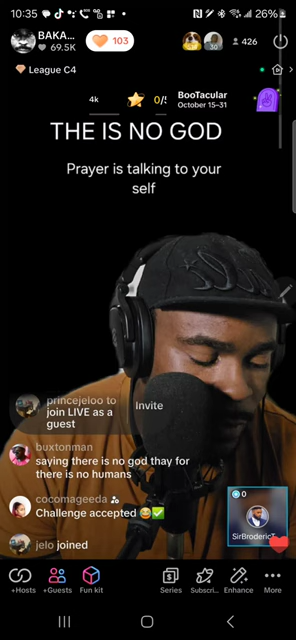 10:35
26%
BAKA...
69.5K
103
30
426
League C4
4k
0/5
BooTacular
October 15–31
THE IS NO GOD
Prayer is talking to your
self
princejeloo to
join LIVE as a
guest
Invite
buxtonman
saying there is no god thay for
there is no humans
cocomageeda
Challenge accepted 😂✅
jelo joined
0
SirBroderic
+Hosts
+Guests
Fun kit
Series
Subscri...
Enhance
More